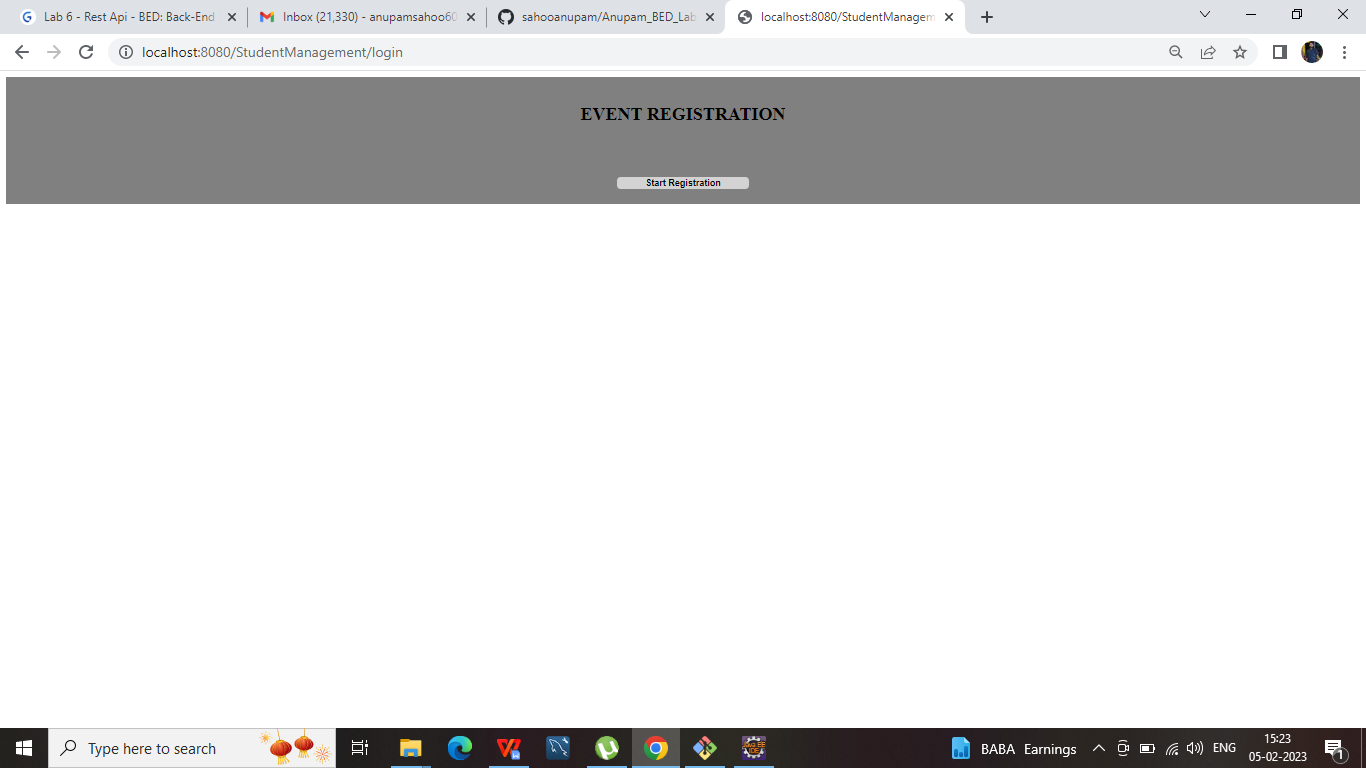 Lab 6 - Rest Api - BED: Back-End
Inbox (21,330) - anupamsahoo60
sahooanupam/Anupam_BED_Lab
localhost:8080/StudentManagem
localhost:8080/StudentManagement/login
EVENT REGISTRATION
Start Registration
Type here to search
BABA Earnings
ENG
15:23
05-02-2023
1